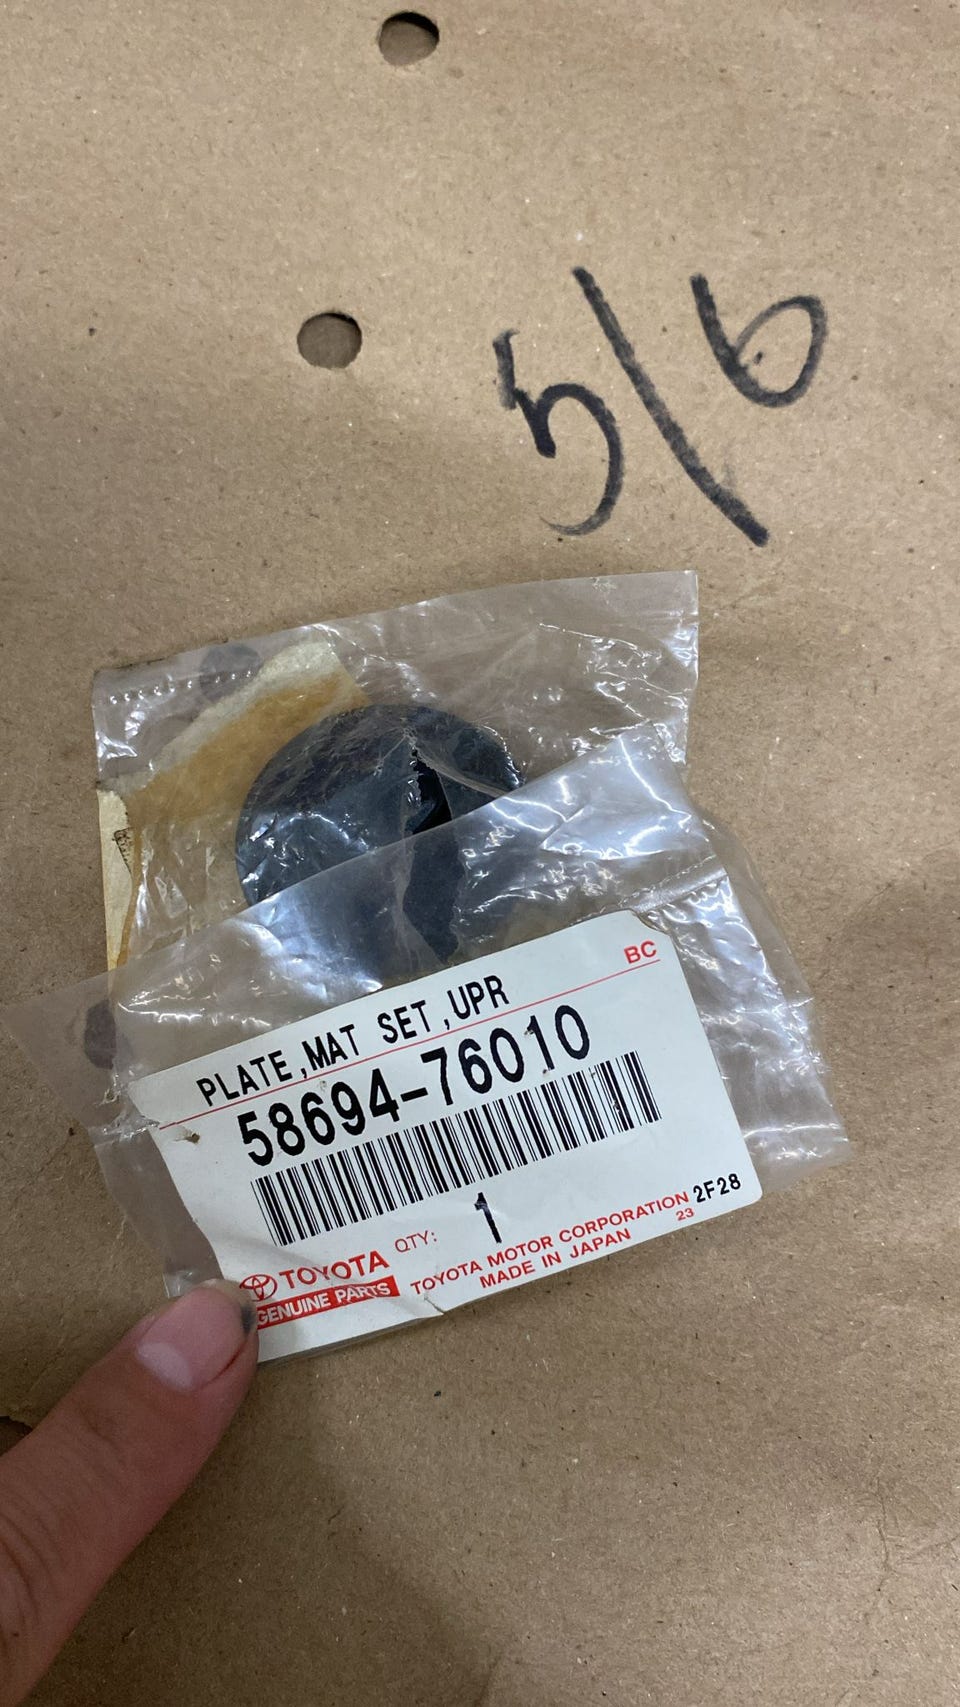 5/6
BC
PLATE,MAT SET,UPR
58694-76010
QTY: 1
TOYOTA
GENUINE PARTS
TOYOTA MOTOR CORPORATION 2F28
MADE IN JAPAN 23